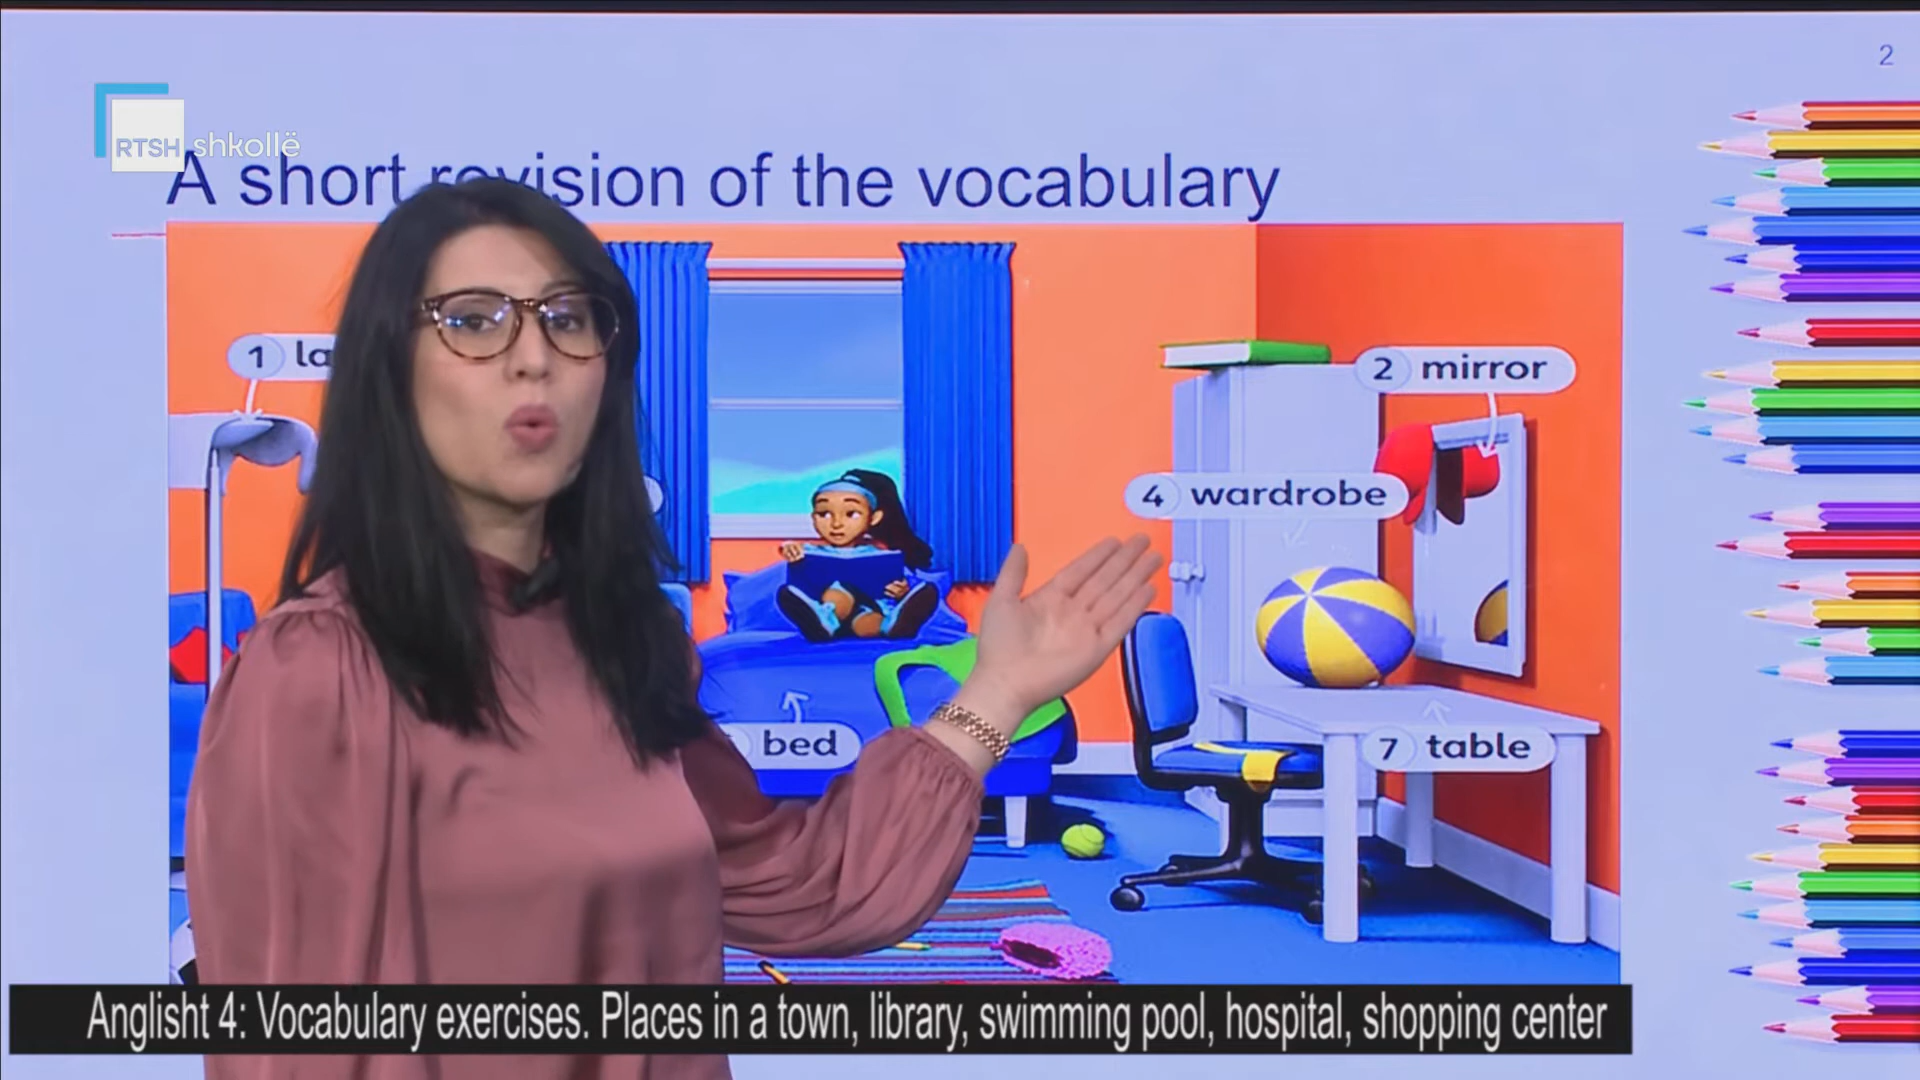 2
RTSH shkollë
A short revision of the vocabulary
1
2 mirror
4 wardrobe
bed
7 table
Anglisht 4: Vocabulary exercises. Places in a town, library, swimming pool, hospital, shopping center